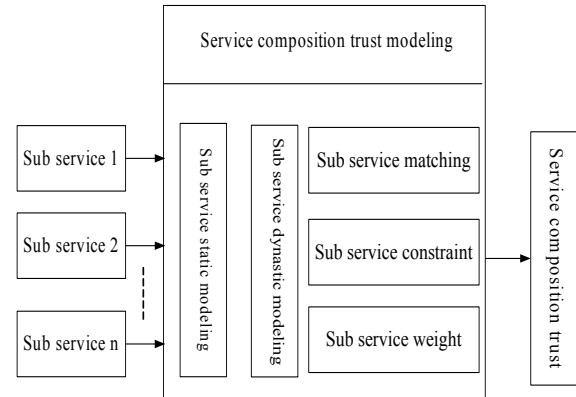 Service composition trust modeling
Sub service 1
Sub service 2
Sub service n
Sub service static modeling
Sub service dynastic modeling
Sub service matching
Sub service constraint
Sub service weight
Service composition trust